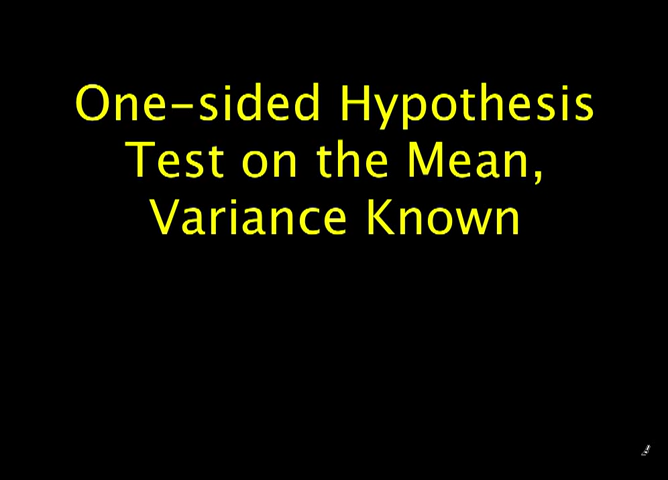 One-sided Hypothesis
Test on the Mean,
Variance Known